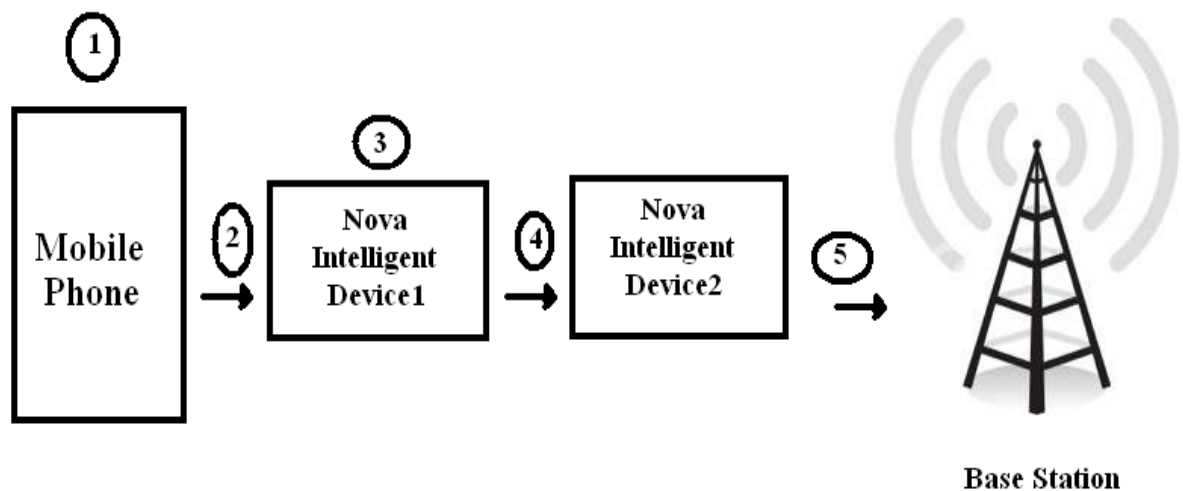 1
Mobile
Phone
2
3
Nova
Intelligent
Device1
4
Nova
Intelligent
Device2
5
Base Station